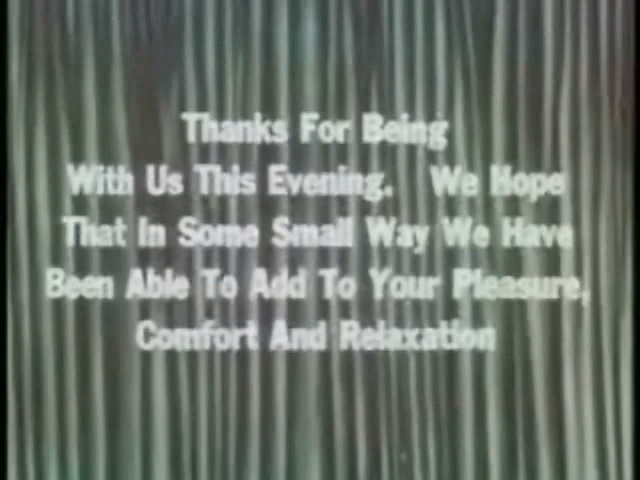 Thanks For Being
With Us This Evening. We Hope
That In Some Small Way We Have
Been Able To Add To Your Pleasure,
Comfort And Relaxation